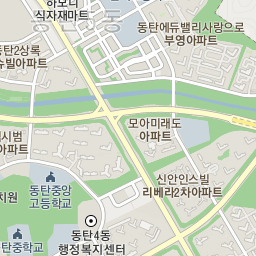 하모니
식자재마트
동탄에듀밸리사랑으로
부영아파트
동탄2상록
아파트
모아미래도
아파트
시범
아파트
동탄중앙
고등학교
신안인스빌
리베라2차아파트
치원
동탄4동
행정복지센터
동탄중학교